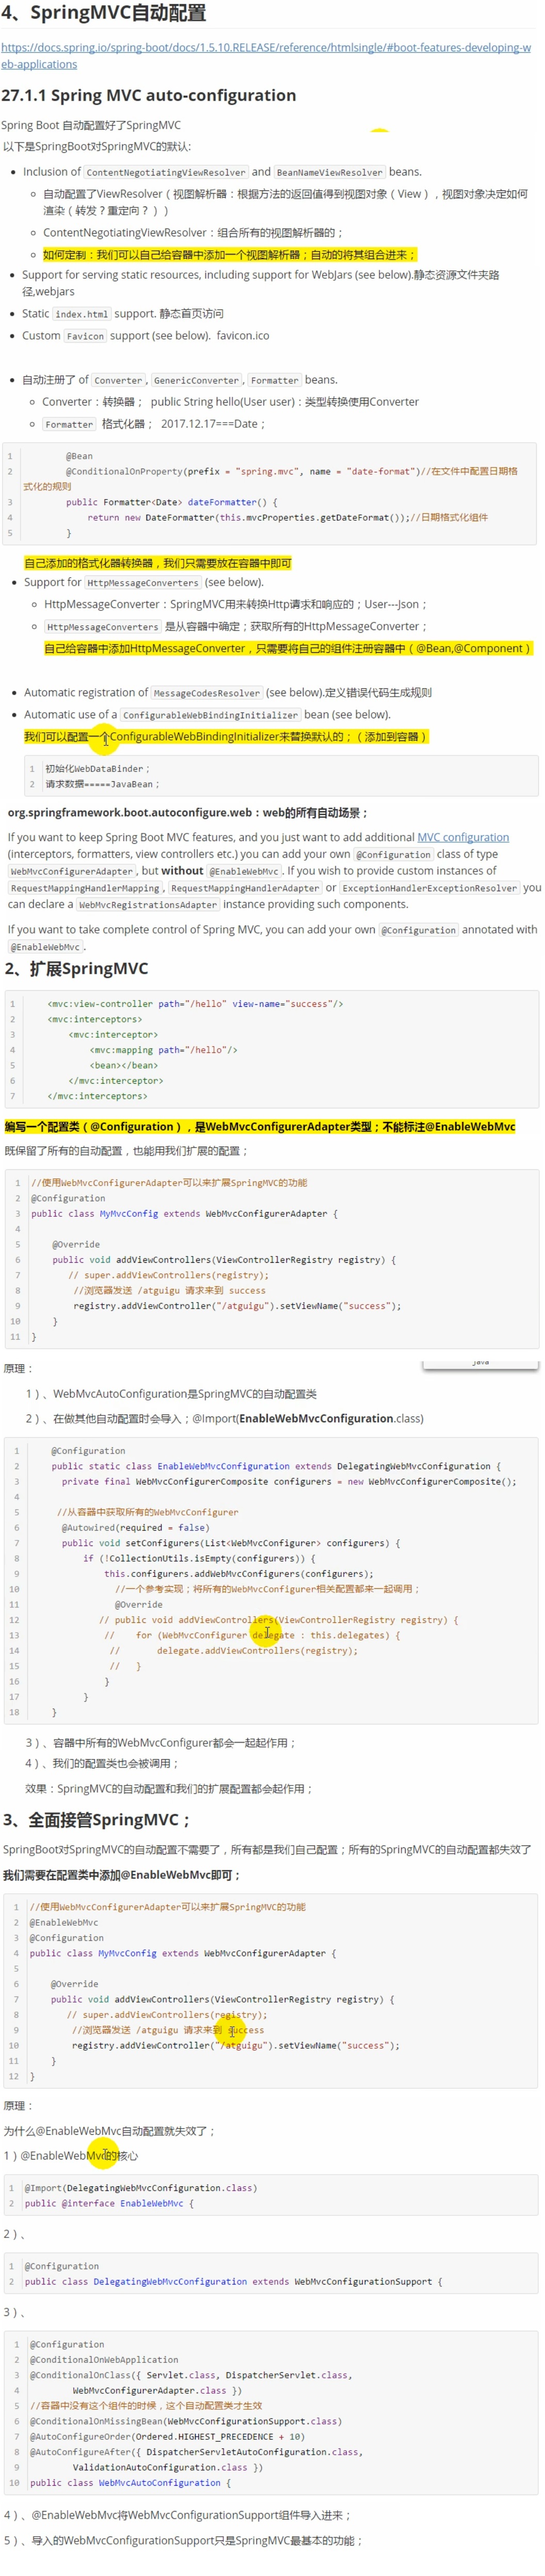 4、SpringMVC自动配置
https://docs.spring.io/spring-boot/docs/1.5.10.RELEASE/reference/htmlsingle/#boot-features-developing-w
eb-applications
27.1.1 Spring MVC auto-configuration
Spring Boot 自动配置好了SpringMVC
以下是SpringBoot对SpringMVC的默认:
Inclusion of ContentNegotiatingViewResolver and BeanNameViewResolver beans.
自动配置了ViewResolver（视图解析器：根据方法的返回值得到视图对象（View），视图对象决定如何
渲染（转发？重定向？））
ContentNegotiatingViewResolver：组合所有的视图解析器的；
如何定制：我们可以自己给容器中添加一个视图解析器；自动的将其组合进来；
Support for serving static resources, including support for WebJars (see below).静态资源文件夹路
径,webjars
Static index.html support. 静态首页访问
Custom Favicon support (see below). favicon.ico
自动注册了 of Converter, GenericConverter, Formatter beans.
Converter：转换器； public String hello(User user)：类型转换使用Converter
Formatter 格式化器； 2017.12.17===Date；
1 @Bean
2 @ConditionalOnProperty(prefix = "spring.mvc", name = "date-format")//在文件中配置日期格
式化的规则
3 public Formatter<Date> dateFormatter() {
4 return new DateFormatter(this.mvcProperties.getDateFormat());//日期格式化组件
5 }
自己添加的格式化器转换器，我们只需要放在容器中即可
Support for HttpMessageConverters (see below).
HttpMessageConverter：SpringMVC用来转换Http请求和响应的；User---Json；
HttpMessageConverters 是从容器中确定；获取所有的HttpMessageConverter；
自己给容器中添加HttpMessageConverter，只需要将自己的组件注册容器中（@Bean,@Component）
Automatic registration of MessageCodesResolver (see below).定义错误代码生成规则
Automatic use of a ConfigurableWebBindingInitializer bean (see below).
我们可以配置一个ConfigurableWebBindingInitializer来替换默认的；（添加到容器）
1 初始化WebDataBinder；
2 请求数据=====JavaBean；
org.springframework.boot.autoconfigure.web：web的所有自动场景；
If you want to keep Spring Boot MVC features, and you just want to add additional MVC configuration
(interceptors, formatters, view controllers etc.) you can add your own @Configuration class of type
WebMvcConfigurerAdapter, but without @EnableWebMvc. If you wish to provide custom instances of
RequestMappingHandlerMapping, RequestMappingHandlerAdapter or ExceptionHandlerExceptionResolver you
can declare a WebMvcRegistrationsAdapter instance providing such components.
If you want to take complete control of Spring MVC, you can add your own @Configuration annotated with
@EnableWebMvc.
2、扩展SpringMVC
1 <mvc:view-controller path="/hello" view-name="success"/>
2 <mvc:interceptors>
3 <mvc:interceptor>
4 <mvc:mapping path="/hello"/>
5 <bean></bean>
6 </mvc:interceptor>
7 </mvc:interceptors>
编写一个配置类（@Configuration），是WebMvcConfigurerAdapter类型；不能标注@EnableWebMvc
既保留了所有的自动配置，也能用我们扩展的配置；
1 //使用WebMvcConfigurerAdapter可以来扩展SpringMVC的功能
2 @Configuration
3 public class MyMvcConfig extends WebMvcConfigurerAdapter {
4
5 @Override
6 public void addViewControllers(ViewControllerRegistry registry) {
7 // super.addViewControllers(registry);
8 //浏览器发送 /atguigu 请求来到 success
9 registry.addViewController("/atguigu").setViewName("success");
10 }
11 }
java
原理：
1）、WebMvcAutoConfiguration是SpringMVC的自动配置类
2）、在做其他自动配置时会导入；@Import(EnableWebMvcConfiguration.class)
1 @Configuration
2 public static class EnableWebMvcConfiguration extends DelegatingWebMvcConfiguration {
3 private final WebMvcConfigurerComposite configurers = new WebMvcConfigurerComposite();
4
5 //从容器中获取所有的WebMvcConfigurer
6 @Autowired(required = false)
7 public void setConfigurers(List<WebMvcConfigurer> configurers) {
8 if (!CollectionUtils.isEmpty(configurers)) {
9 this.configurers.addWebMvcConfigurers(configurers);
10 //一个参考实现；将所有的WebMvcConfigurer相关配置都来一起调用；
11 @Override
12 // public void addViewControllers(ViewControllerRegistry registry) {
13 // for (WebMvcConfigurer delegate : this.delegates) {
14 // delegate.addViewControllers(registry);
15 // }
16 }
17 }
18 }
3）、容器中所有的WebMvcConfigurer都会一起起作用；
4）、我们的配置类也会被调用；
效果：SpringMVC的自动配置和我们的扩展配置都会起作用；
3、全面接管SpringMVC；
SpringBoot对SpringMVC的自动配置不需要了，所有都是我们自己配置；所有的SpringMVC的自动配置都失效了
我们需要在配置类中添加@EnableWebMvc即可；
1 //使用WebMvcConfigurerAdapter可以来扩展SpringMVC的功能
2 @EnableWebMvc
3 @Configuration
4 public class MyMvcConfig extends WebMvcConfigurerAdapter {
5
6 @Override
7 public void addViewControllers(ViewControllerRegistry registry) {
8 // super.addViewControllers(registry);
9 //浏览器发送 /atguigu 请求来到 success
10 registry.addViewController("/atguigu").setViewName("success");
11 }
12 }
原理：
为什么@EnableWebMvc自动配置就失效了；
1）@EnableWebMvc的核心
1 @Import(DelegatingWebMvcConfiguration.class)
2 public @interface EnableWebMvc {
2）、
1 @Configuration
2 public class DelegatingWebMvcConfiguration extends WebMvcConfigurationSupport {
3）、
1 @Configuration
2 @ConditionalOnWebApplication
3 @ConditionalOnClass({ Servlet.class, DispatcherServlet.class,
4 WebMvcConfigurerAdapter.class })
5 //容器中没有这个组件的时候，这个自动配置类才生效
6 @ConditionalOnMissingBean(WebMvcConfigurationSupport.class)
7 @AutoConfigureOrder(Ordered.HIGHEST_PRECEDENCE + 10)
8 @AutoConfigureAfter({ DispatcherServletAutoConfiguration.class,
9 ValidationAutoConfiguration.class })
10 public class WebMvcAutoConfiguration {
4）、@EnableWebMvc将WebMvcConfigurationSupport组件导入进来；
5）、导入的WebMvcConfigurationSupport只是SpringMVC最基本的功能；